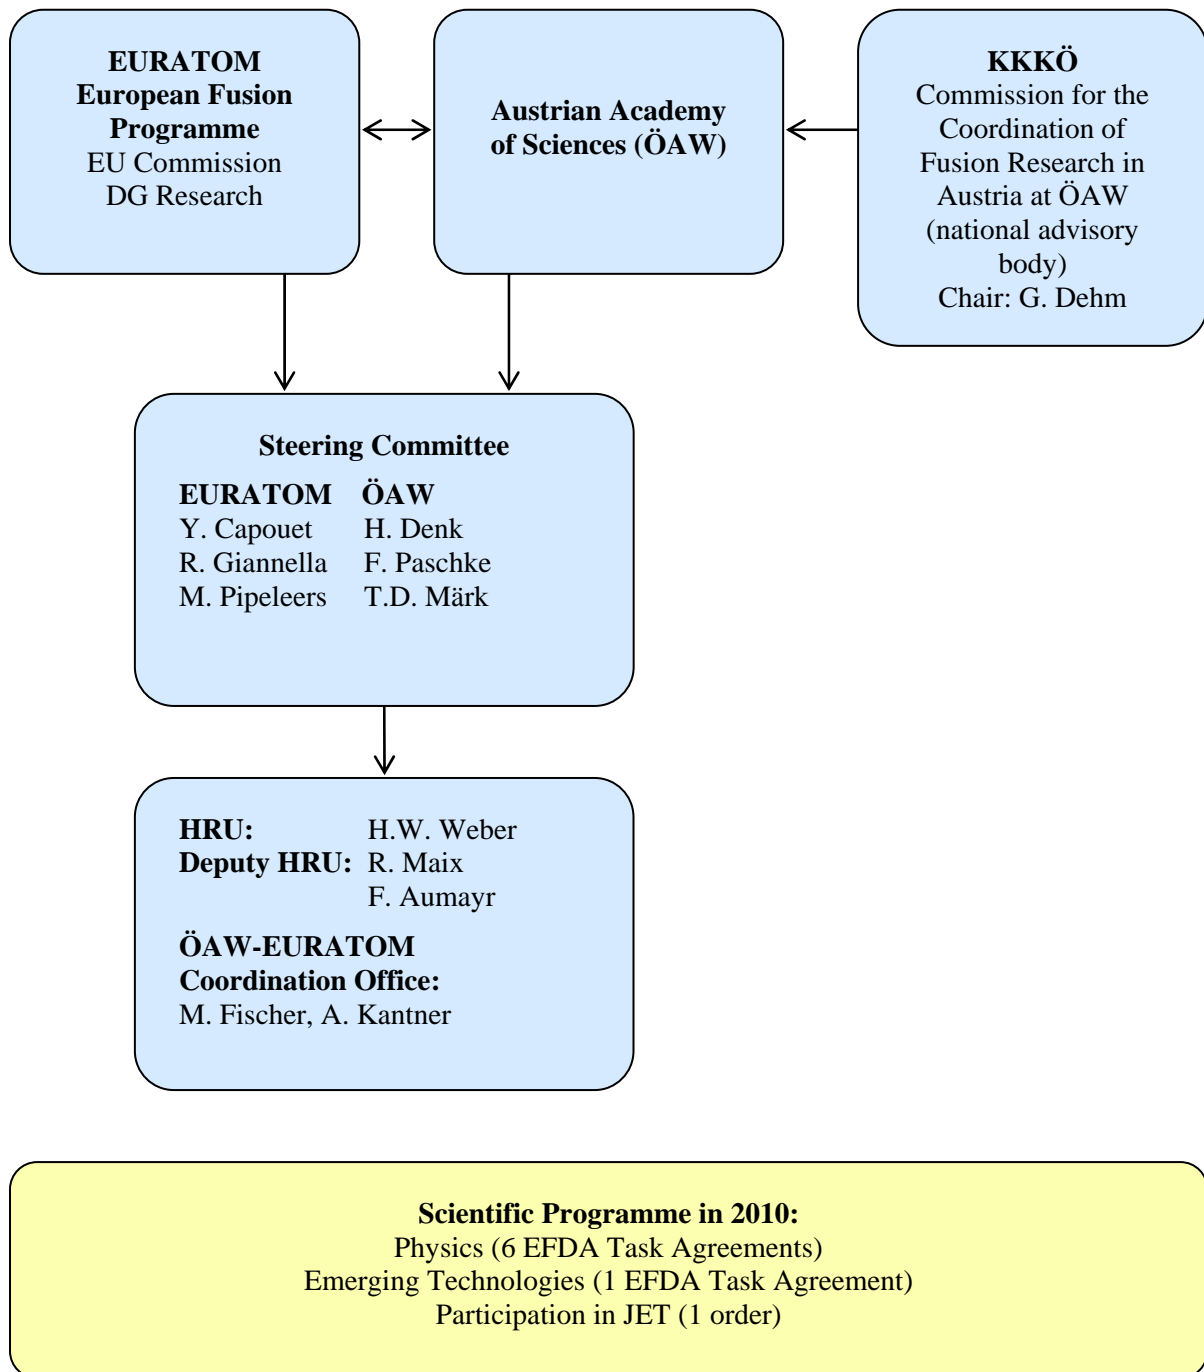 EURATOM
European Fusion
Programme
EU Commission
DG Research
Austrian Academy
of Sciences (ÖAW)
KKKÖ
Commission for the
Coordination of
Fusion Research in
Austria at ÖAW
(national advisory
body)
Chair: G. Dehm
Steering Committee
EURATOM ÖAW
Y. Capouet H. Denk
R. Giannella F. Paschke
M. Pipeleers T.D. Märk
HRU: H.W. Weber
Deputy HRU: R. Maix
F. Aumayr
ÖAW-EURATOM
Coordination Office:
M. Fischer, A. Kantner
Scientific Programme in 2010:
Physics (6 EFDA Task Agreements)
Emerging Technologies (1 EFDA Task Agreement)
Participation in JET (1 order)